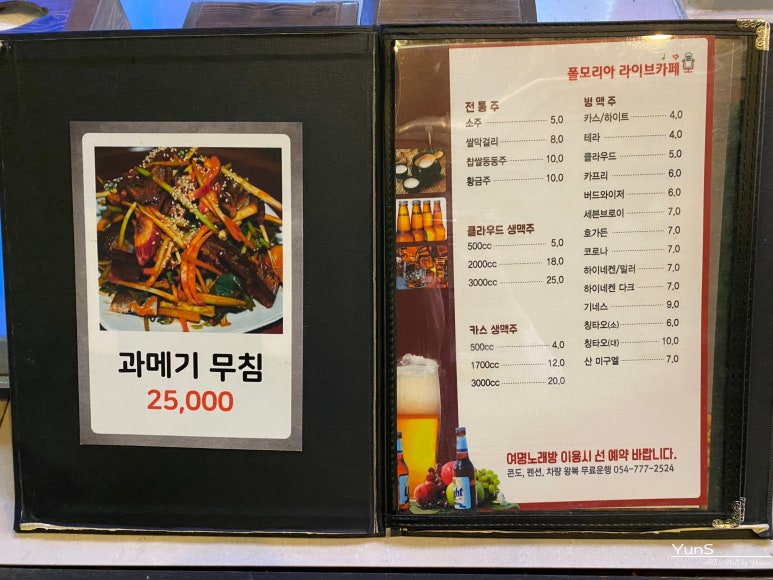 과메기 무침
25,000
폴모리아 라이브카페
전 통 주
소주 5,0
쌀막걸리 8,0
찹쌀동동주 10,0
황금주 10,0
클라우드 생맥주
500cc 5,0
2000cc 18,0
3000cc 25,0
카스 생맥주
500cc 4,0
1700cc 12,0
3000cc 20,0
병 맥 주
카스/하이트 4,0
테라 4,0
클라우드 5,0
카프리 6,0
버드와이저 6,0
세븐브로이 7,0
호가든 7,0
코로나 7,0
하이네켄/밀러 7,0
하이네켄 다크 7,0
기네스 9,0
칭타오(소) 6,0
칭타오(대) 10,0
산 미구엘 7,0
여명노래방 이용시 선 예약 바랍니다.
콘도, 펜션, 차량 왕복 무료운행 054-777-2524
YunS